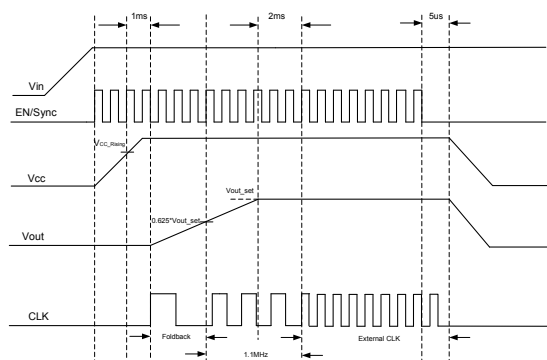 1ms
2ms
5us
Vin
EN/Sync
VCC_Rising
Vcc
Vout_set
0.625*Vout_set
Vout
CLK
Foldback
External CLK
1.1MHz